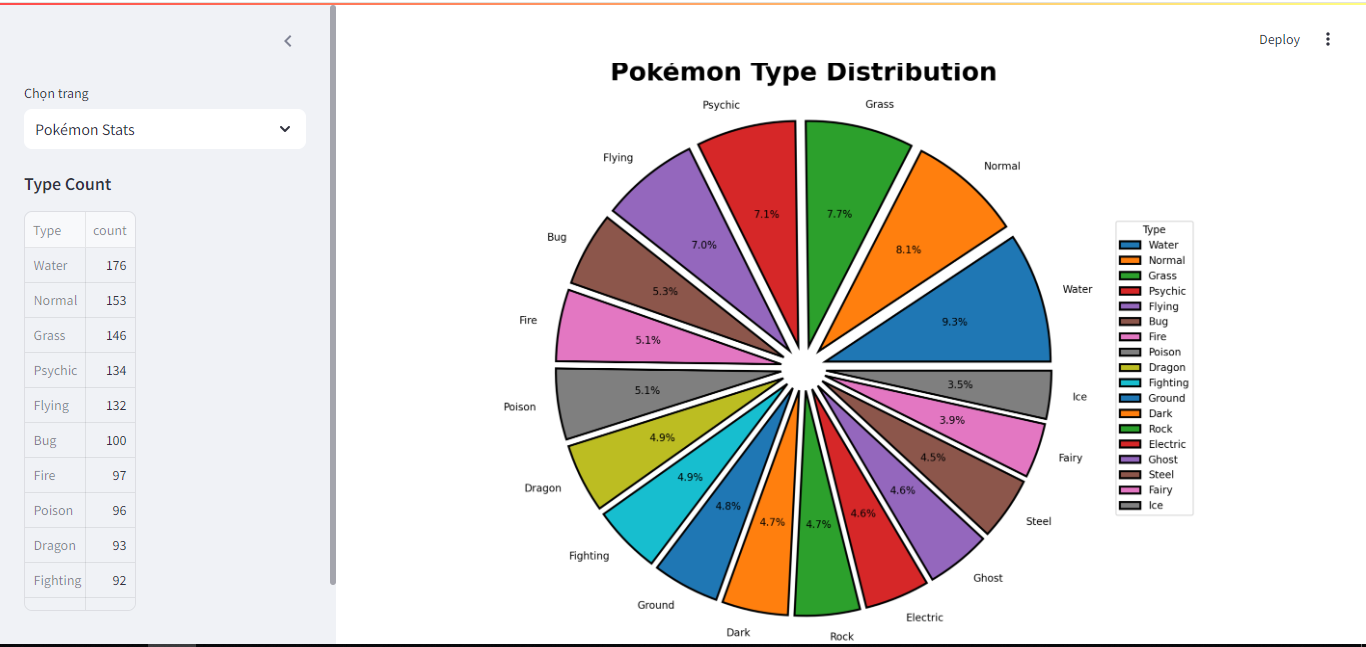 Deploy
Chọn trang
Pokémon Stats
Type Count
Type count
Water 176
Normal 153
Grass 146
Psychic 134
Flying 132
Bug 100
Fire 97
Poison 96
Dragon 93
Fighting 92
Pokémon Type Distribution
Psychic
Grass
Flying
Normal
Bug
Water
Fire
Poison
Ice
Dragon
Fairy
Steel
Fighting
Ghost
Ground
Electric
Dark
Rock
7.1%
7.7%
7.0%
8.1%
5.3%
9.3%
5.1%
5.1%
3.5%
4.9%
3.9%
4.9%
4.5%
4.8%
4.6%
4.7%
4.7%
4.6%
Type
Water
Normal
Grass
Psychic
Flying
Bug
Fire
Poison
Dragon
Fighting
Ground
Dark
Rock
Electric
Ghost
Steel
Fairy
Ice